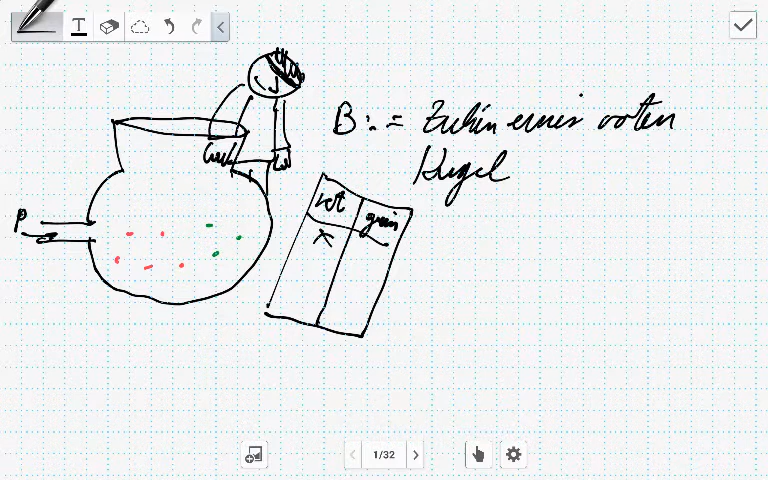 T
B := Ziehen einer roten
Kugel
P
rot
grün
1/32